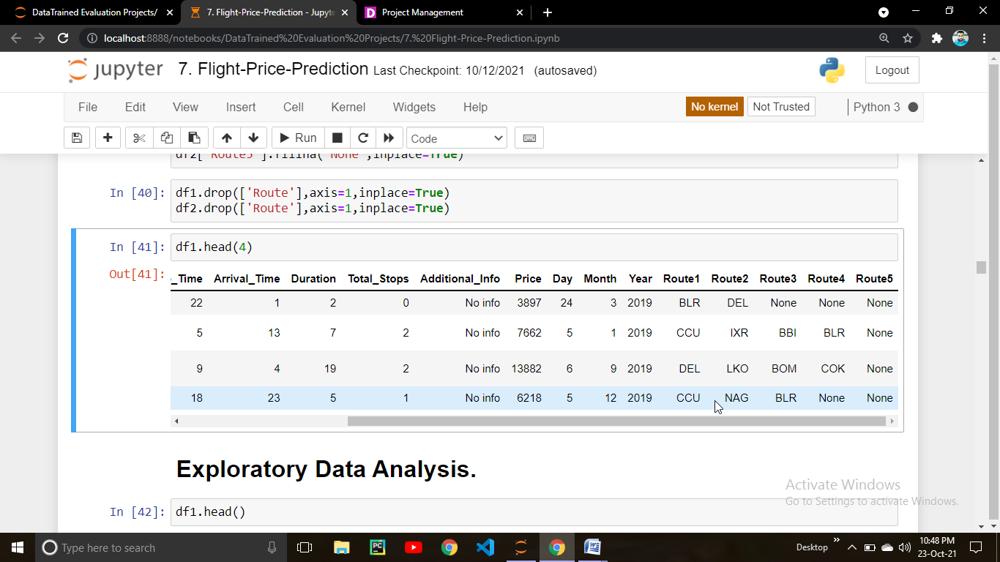 DataTrained Evaluation Projects/
7. Flight-Price-Prediction - Jupyte
Project Management
localhost:8888/notebooks/DataTrained%20Evaluation%20Projects/7.%20Flight-Price-Prediction.ipynb
jupyter 7. Flight-Price-Prediction Last Checkpoint: 10/12/2021 (autosaved)
Logout
File Edit View Insert Cell Kernel Widgets Help
No kernel Not Trusted Python 3
Run Code
df2["Route5"].fillna("None",inplace=True)
In [40]: df1.drop(['Route'],axis=1,inplace=True)
df2.drop(['Route'],axis=1,inplace=True)
In [41]: df1.head(4)
Out[41]: _Time Arrival_Time Duration Total_Stops Additional_Info Price Day Month Year Route1 Route2 Route3 Route4 Route5
22 1 2 0 No info 3897 24 3 2019 BLR DEL None None None
5 13 7 2 No info 7662 5 1 2019 CCU IXR BBI BLR None
9 4 19 2 No info 13882 6 9 2019 DEL LKO BOM COK None
18 23 5 1 No info 6218 5 12 2019 CCU NAG BLR None None
Exploratory Data Analysis.
In [42]: df1.head()
Activate Windows
Go to Settings to activate Windows.
Type here to search
Desktop
10:48 PM
23-Oct-21